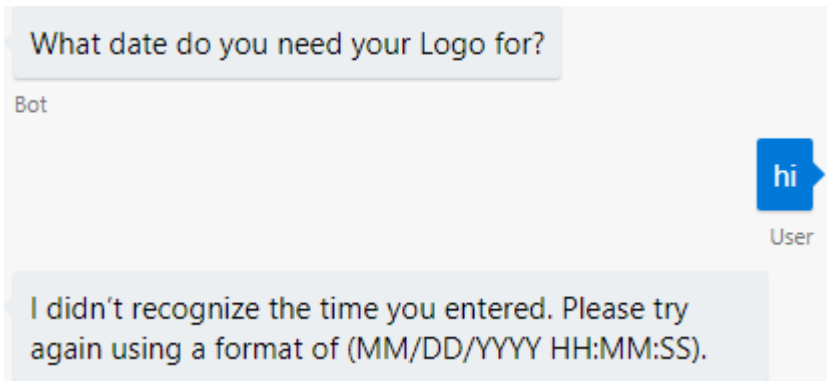 What date do you need your Logo for?
Bot
hi
User
I didn't recognize the time you entered. Please try
again using a format of (MM/DD/YYYY HH:MM:SS).